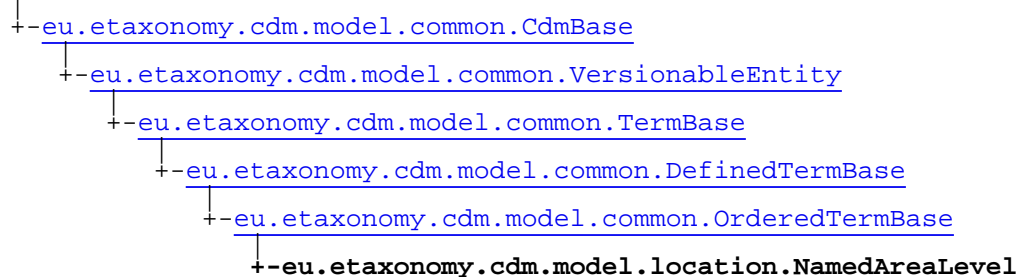 +-eu.etaxonomy.cdm.model.common.CdmBase
+-eu.etaxonomy.cdm.model.common.VersionableEntity
+-eu.etaxonomy.cdm.model.common.TermBase
+-eu.etaxonomy.cdm.model.common.DefinedTermBase
+-eu.etaxonomy.cdm.model.common.OrderedTermBase
+-eu.etaxonomy.cdm.model.location.NamedAreaLevel